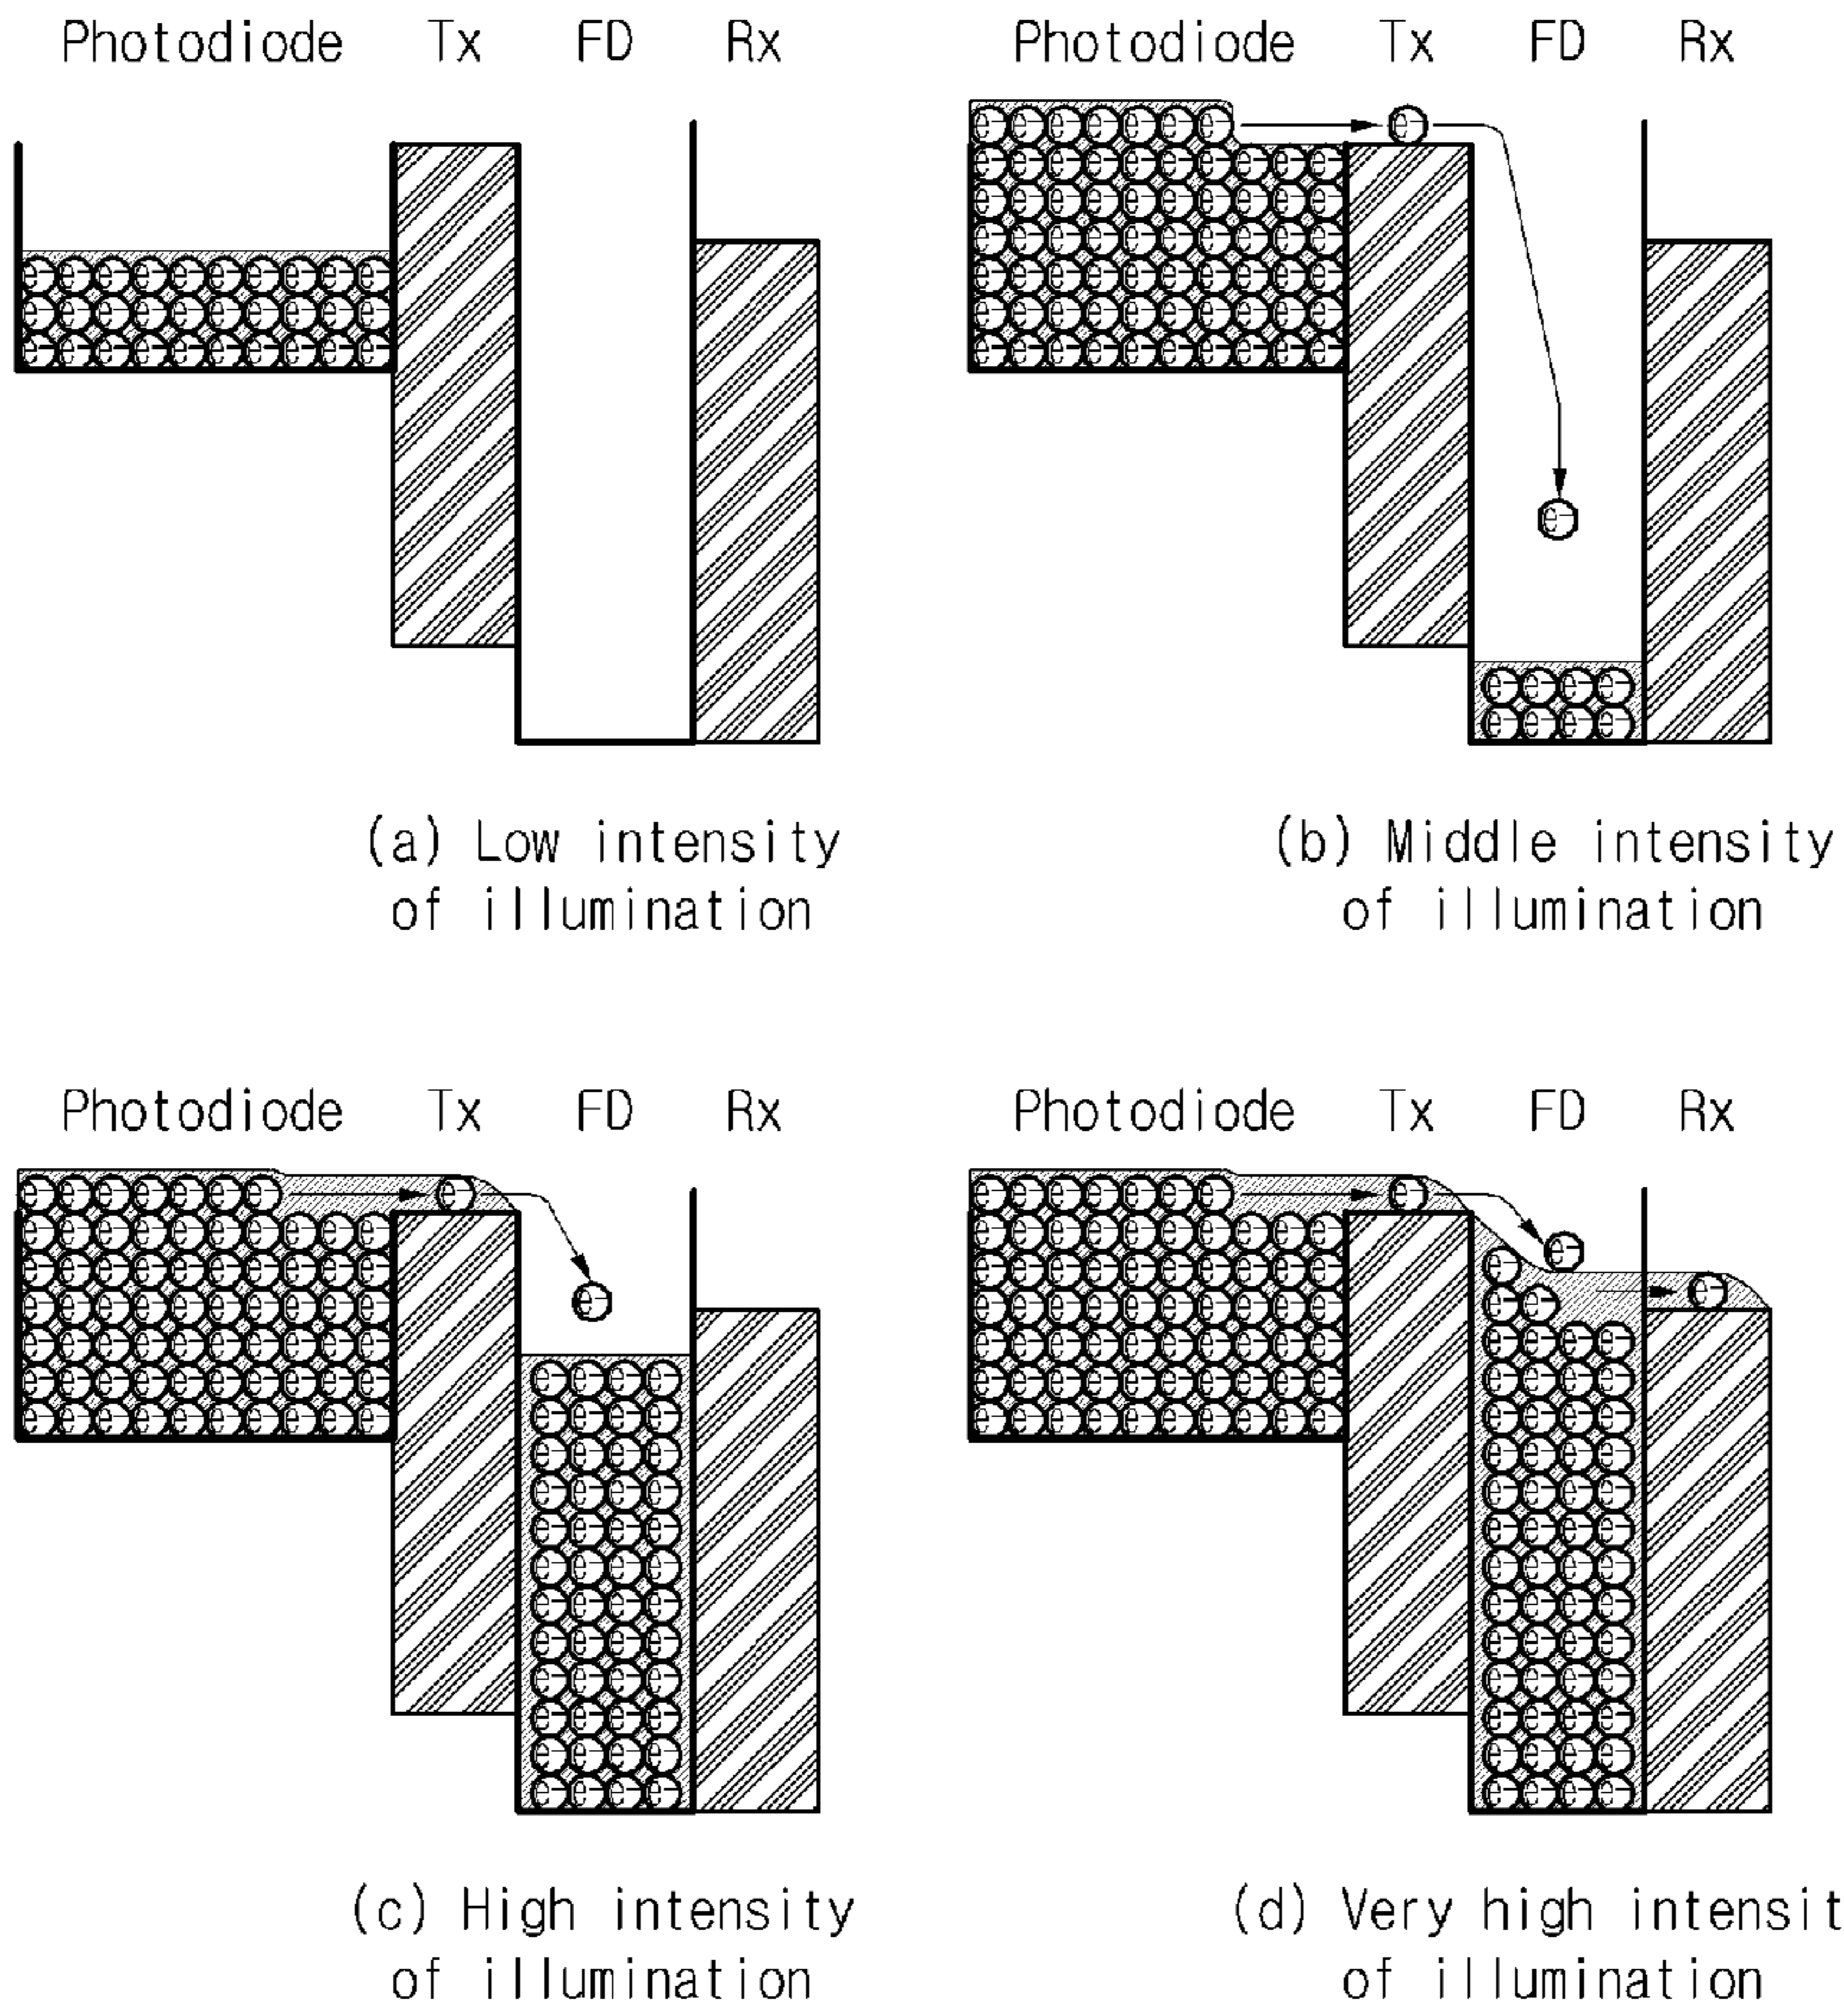 Photodiode Tx FD Rx
Photodiode Tx FD Rx
(a) Low intensity
of illumination
(b) Middle intensity
of illumination
Photodiode Tx FD Rx
Photodiode Tx FD Rx
(c) High intensity
of illumination
(d) Very high intensit
of illumination